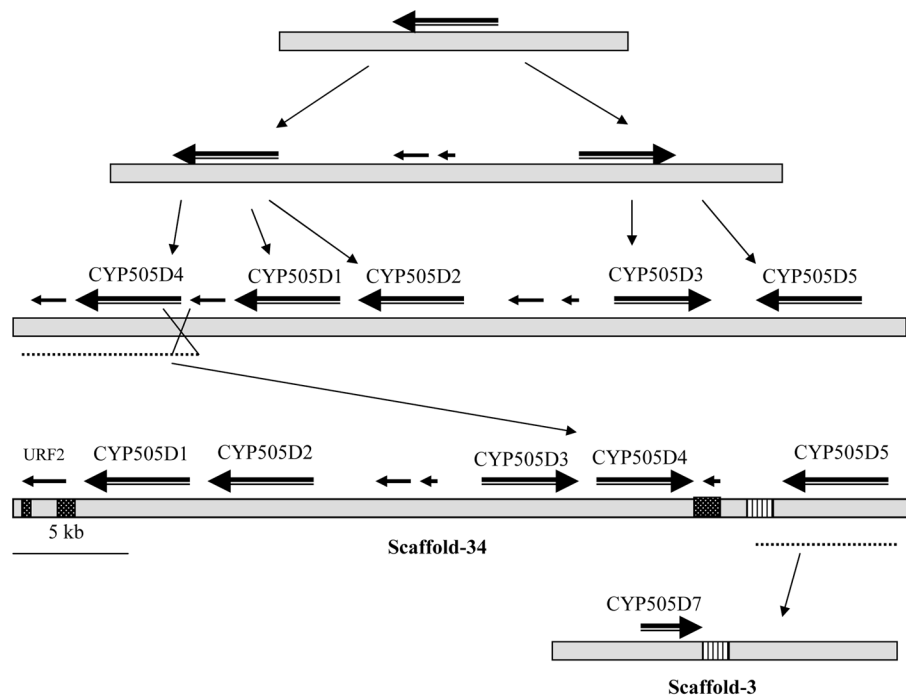 CYP505D4 CYP505D1 CYP505D2 CYP505D3 CYP505D5
URF2 CYP505D1 CYP505D2 CYP505D3 CYP505D4 CYP505D5
5 kb
Scaffold-34
CYP505D7
Scaffold-3